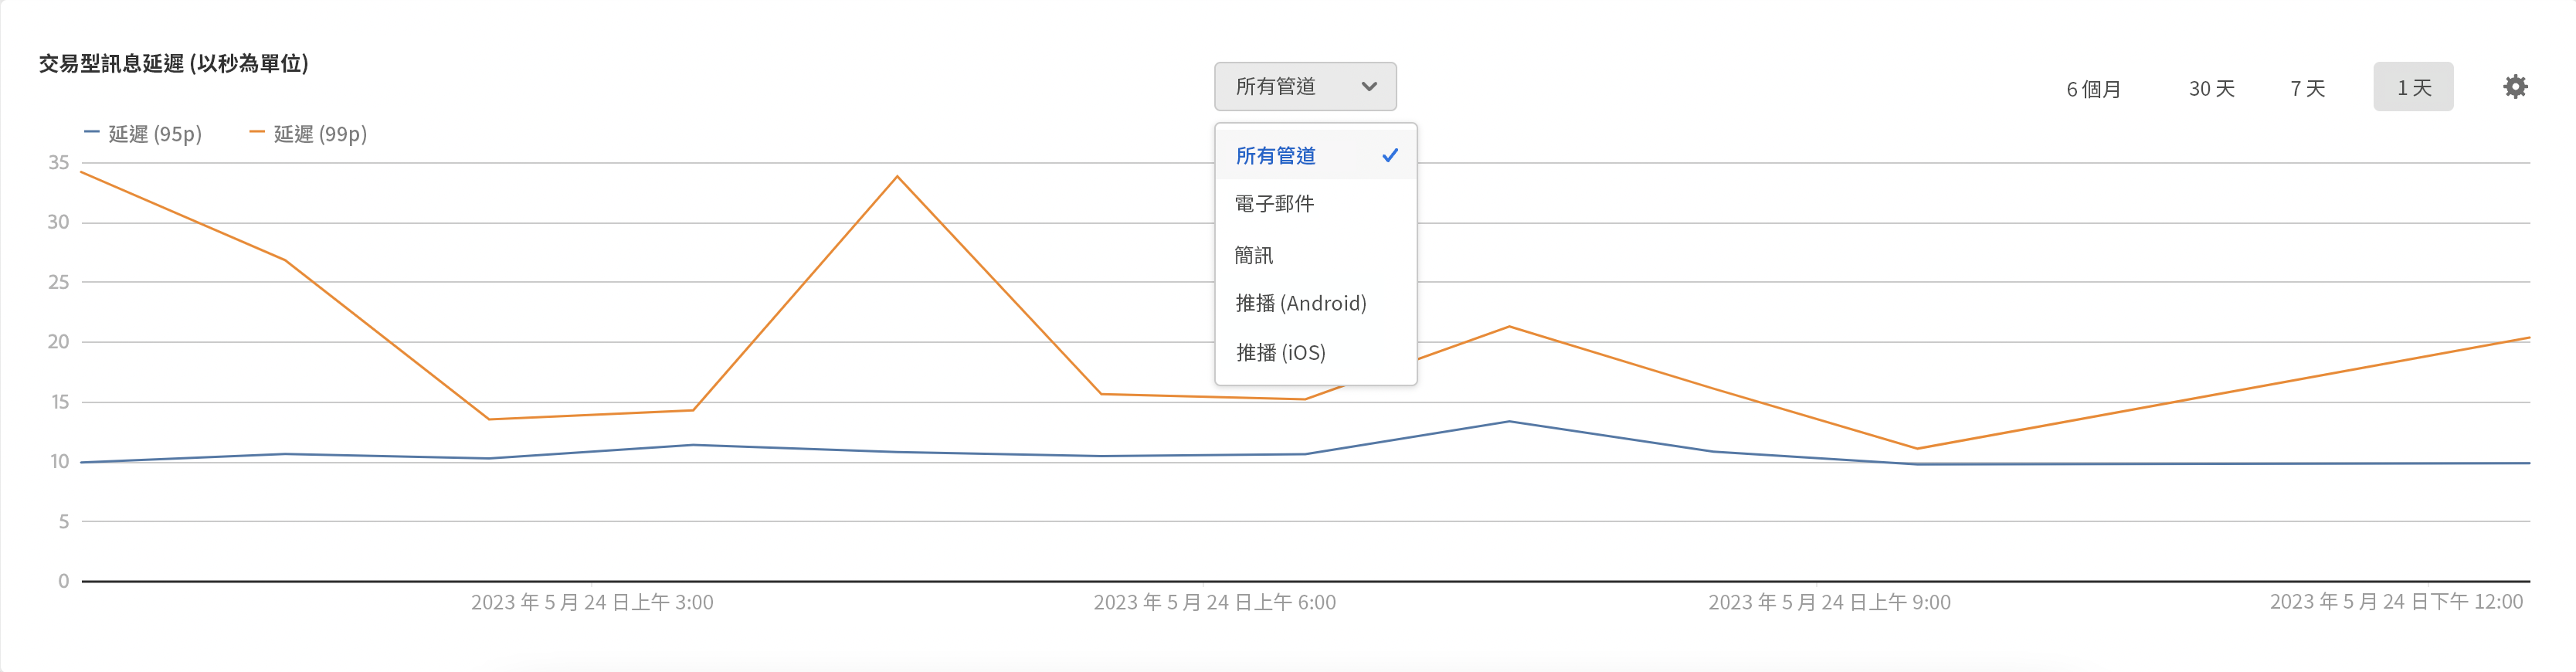 交易型訊息延遲 (以秒為單位)
所有管道
6 個月 30 天 7 天 1 天
延遲 (95p) 延遲 (99p)
所有管道
電子郵件
簡訊
推播 (Android)
推播 (iOS)
35
30
25
20
15
10
5
0
2023 年 5 月 24 日上午 3:00 2023 年 5 月 24 日上午 6:00 2023 年 5 月 24 日上午 9:00 2023 年 5 月 24 日下午 12:00